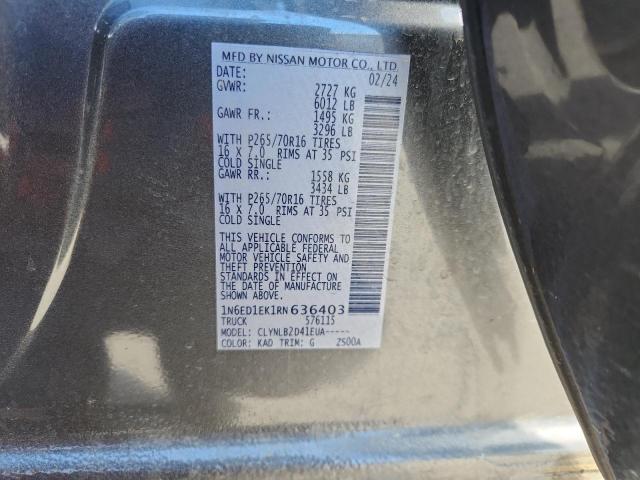 MFD BY NISSAN MOTOR CO., LTD.
DATE: 02/24
GVWR: 2727 KG
6012 LB
GAWR FR.: 1495 KG
3296 LB
WITH P265/70R16 TIRES
16 X 7.0 RIMS AT 35 PSI
COLD SINGLE
GAWR RR.: 1558 KG
3434 LB
WITH P265/70R16 TIRES
16 X 7.0 RIMS AT 35 PSI
COLD SINGLE
THIS VEHICLE CONFORMS TO
ALL APPLICABLE FEDERAL
MOTOR VEHICLE SAFETY AND
THEFT PREVENTION
STANDARDS IN EFFECT ON
THE DATE OF MANUFACTURE
SHOWN ABOVE.
1N6ED1EK1RN636403
TRUCK 576115
MODEL: CLYNLB2D41EUA-----
COLOR: KAD TRIM: G 2500A